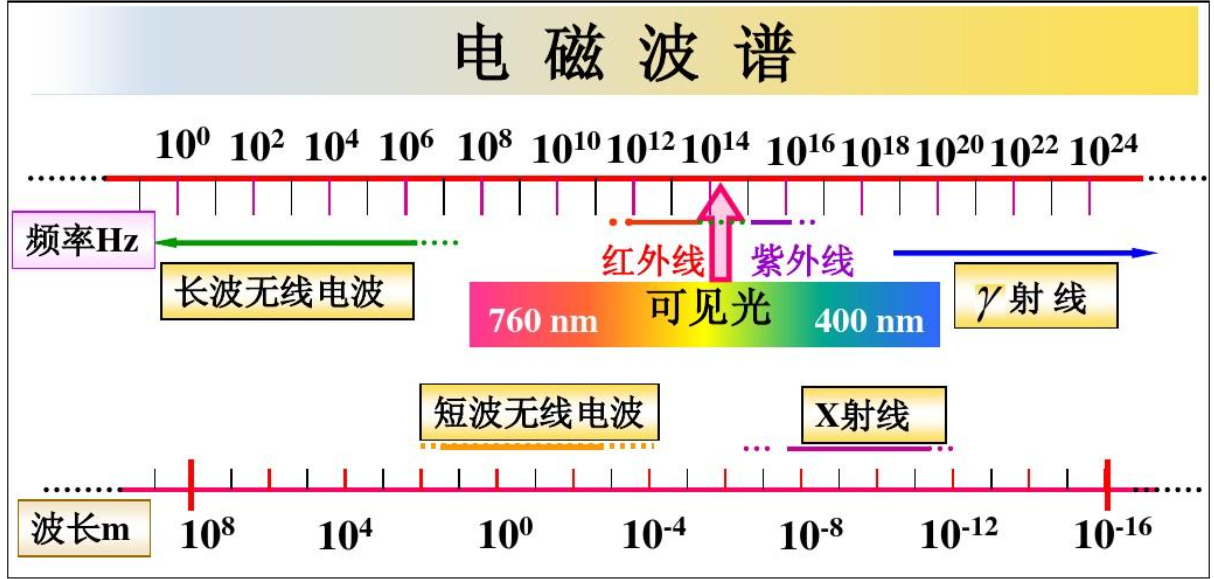 电磁波谱
10⁰ 10² 10⁴ 10⁶ 10⁸ 10¹⁰ 10¹² 10¹⁴ 10¹⁶ 10¹⁸ 10²⁰ 10²² 10²⁴
频率Hz
红外线 紫外线
长波无线电波
760 nm 可见光 400 nm
γ射线
短波无线电波
X射线
波长m
10⁸ 10⁴ 10⁰ 10⁻⁴ 10⁻⁸ 10⁻¹² 10⁻¹⁶